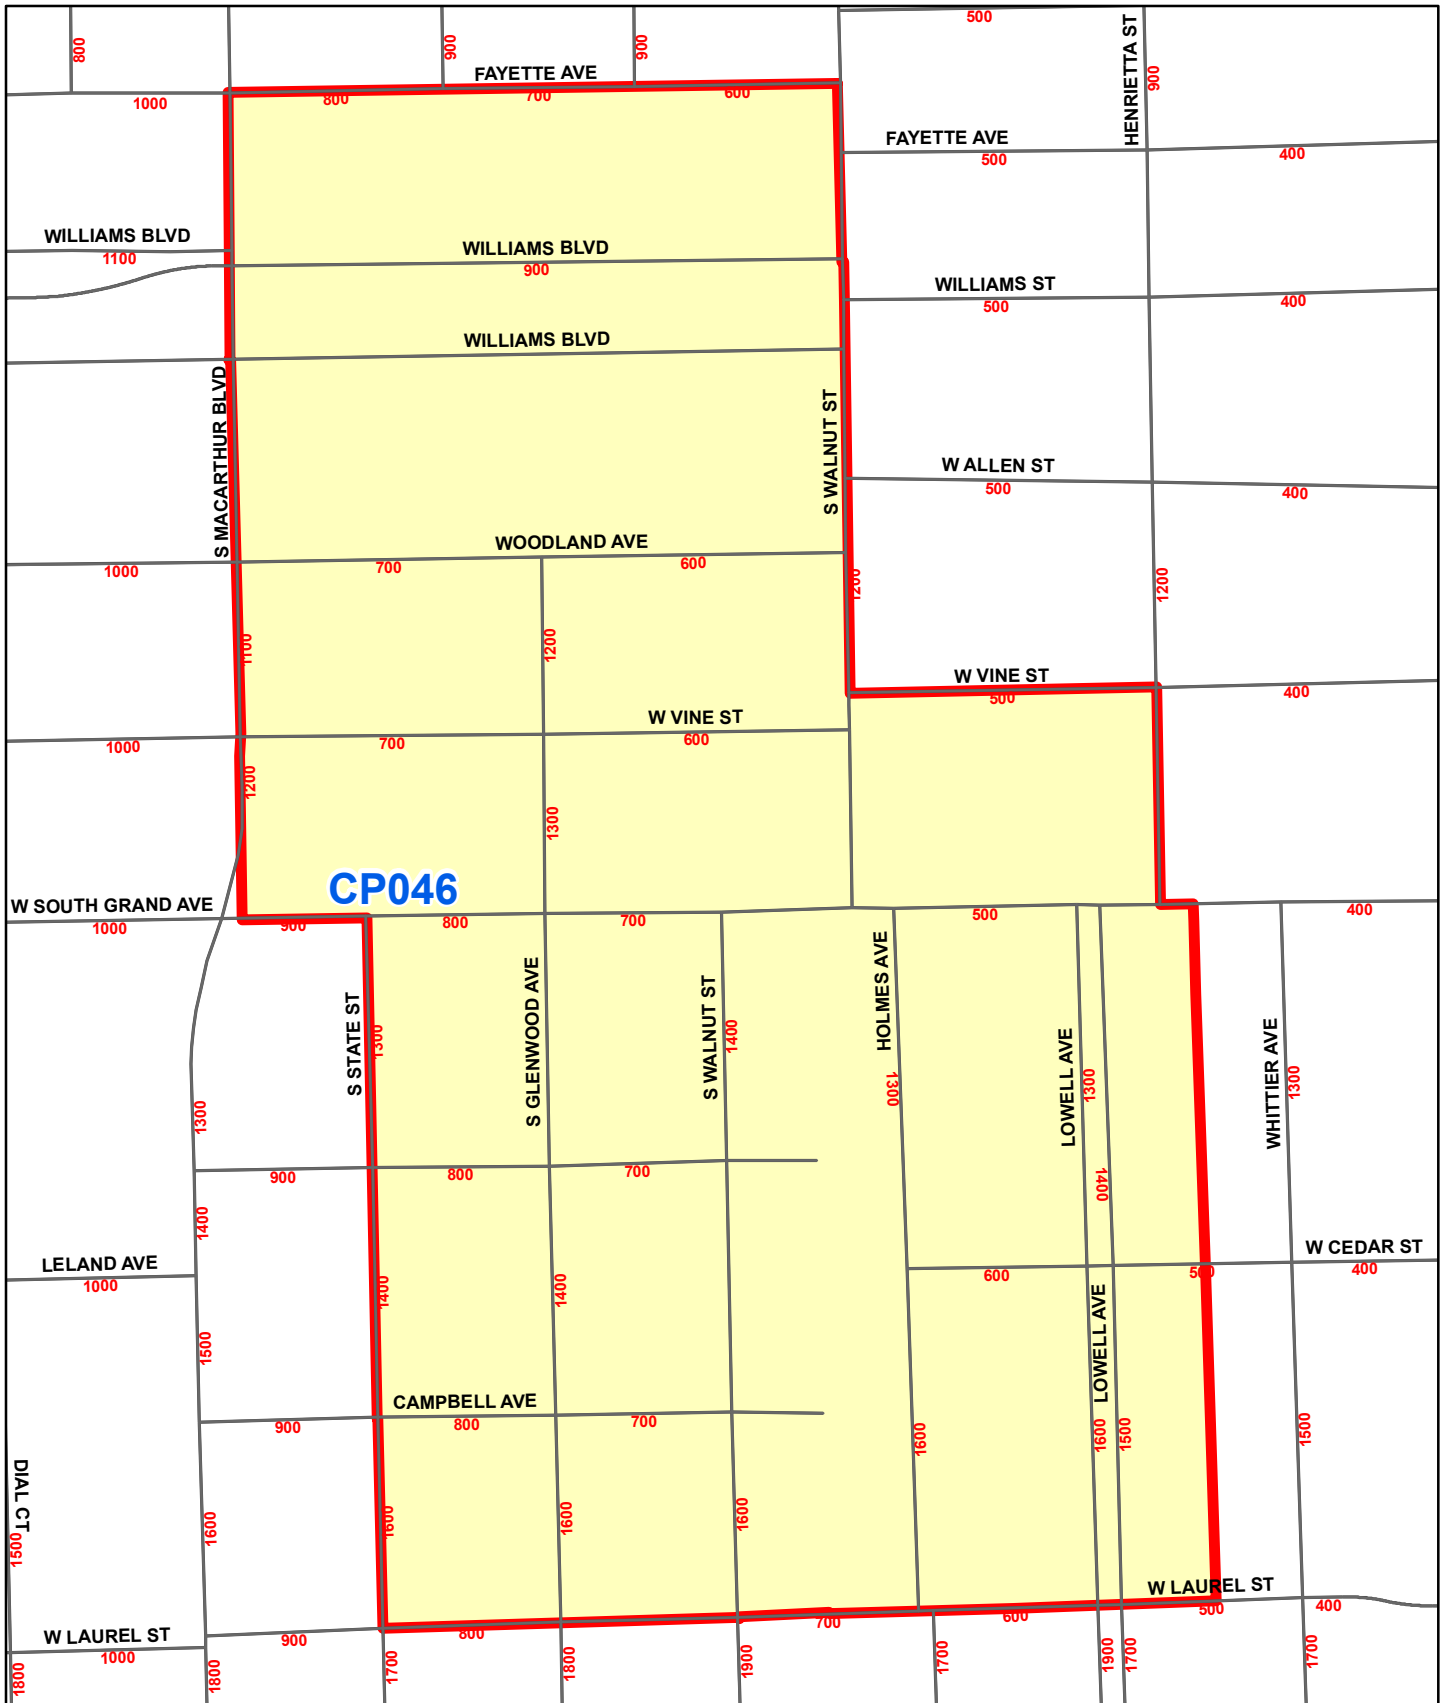 500
HENRIETTA ST
800
900
900
900
FAYETTE AVE
1000
800
700
600
FAYETTE AVE
500
400
WILLIAMS BLVD
1100
WILLIAMS BLVD
900
WILLIAMS ST
500
400
WILLIAMS BLVD
S MACARTHUR BLVD
S WALNUT ST
W ALLEN ST
500
400
WOODLAND AVE
1000
700
600
1200
1200
1100
1200
W VINE ST
500
400
W VINE ST
1000
700
600
1200
1300
CP046
W SOUTH GRAND AVE
1000
900
800
700
500
400
S STATE ST
1300
S GLENWOOD AVE
S WALNUT ST
1400
HOLMES AVE
1300
LOWELL AVE
1300
1400
WHITTIER AVE
1300
1300
900
800
700
1400
LELAND AVE
1000
1400
1400
W CEDAR ST
600
500
400
1500
LOWELL AVE
CAMPBELL AVE
900
800
700
1600
1600
1500
1500
DIAL CT
1500
1600
1600
1600
1600
W LAUREL ST
W LAUREL ST
1000
900
800
700
600
500
400
1800
1800
1700
1800
1900
1700
1900
1700
1700